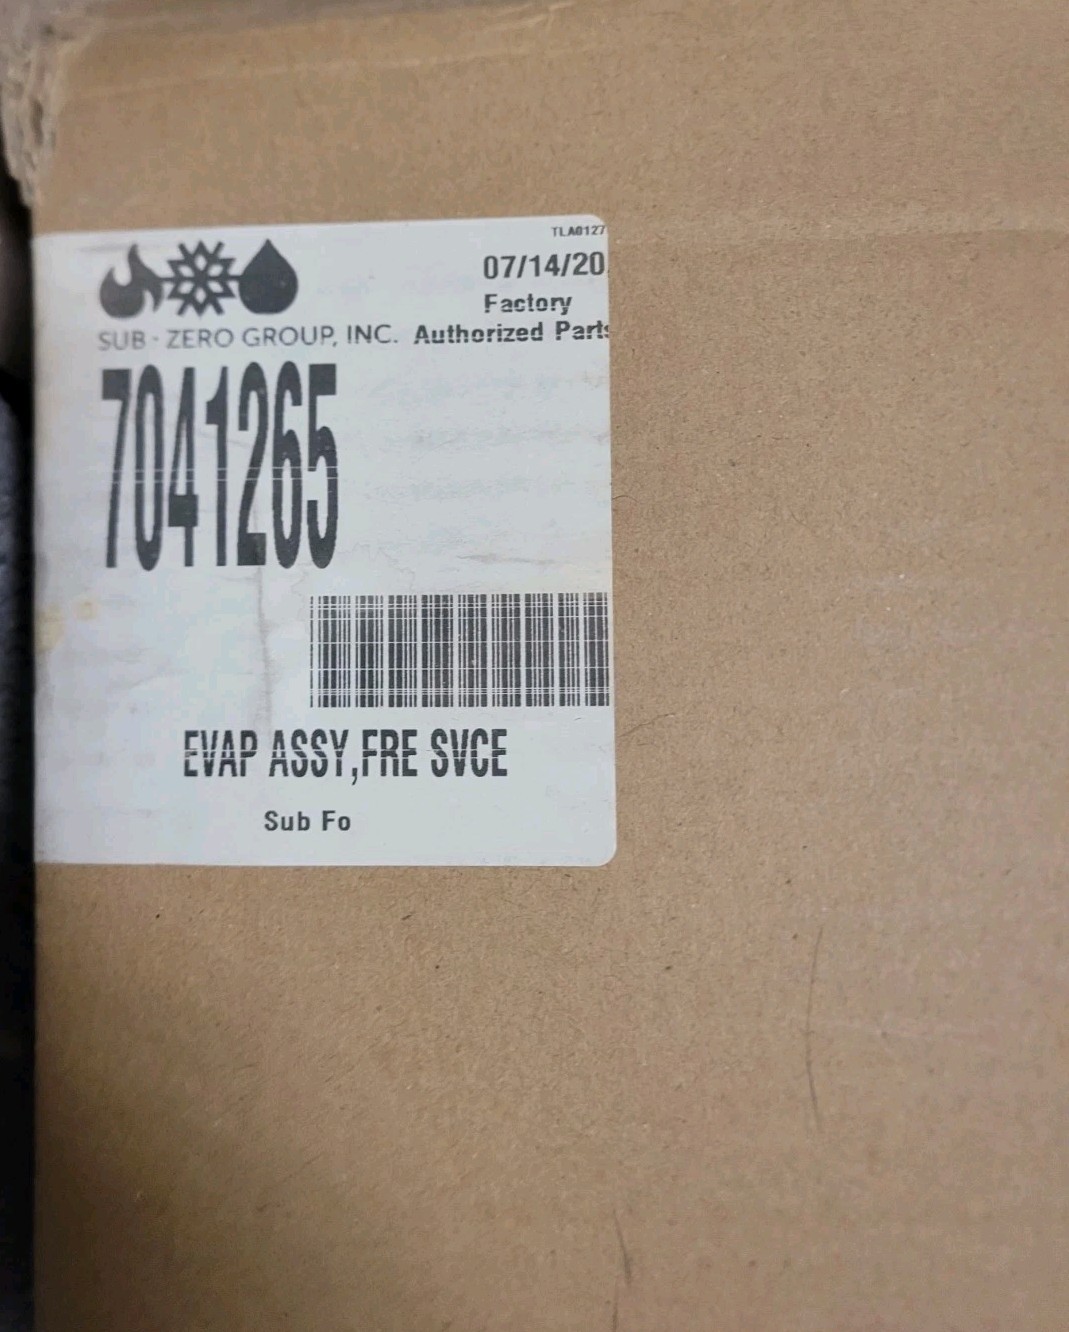 TLA0127
07/14/20
Factory
SUB-ZERO GROUP, INC. Authorized Parts
7041265
EVAP ASSY,FRE SVCE
Sub Fo